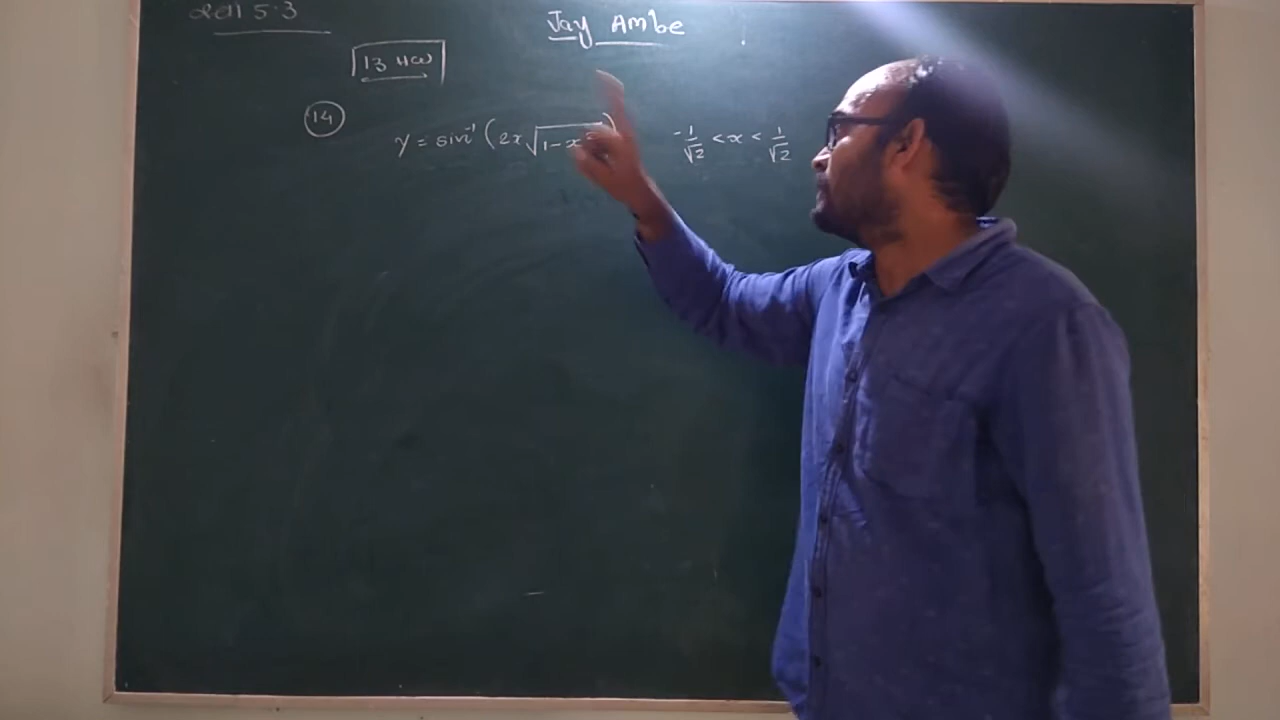 5.3
Jay Ambe
13 HW
14
y = sin⁻¹ (2x√1-x²) -1/√2 < x < 1/√2